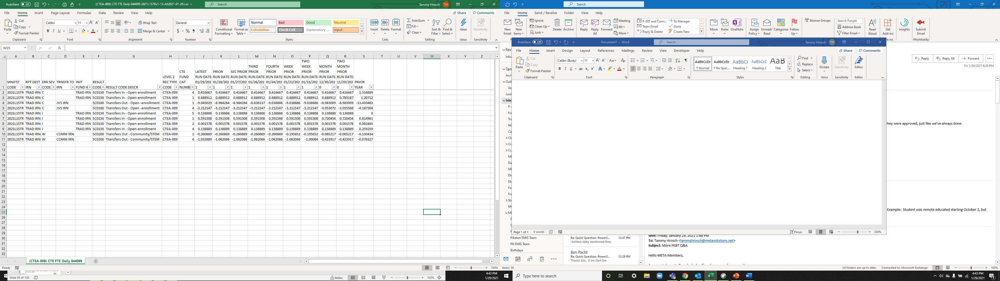 AutoSave Off (CTEA-009) CTE FTE Daily 044099-2021L1STRv1-15-All2021-01-29.csv Search Tammy Hrosch TH
File Home Insert Page Layout Formulas Data Review View Help Share Comments
Paste Cut Copy Format Painter Clipboard
Calibri 11 B I U Font
Wrap Text Merge & Center Alignment
General $ % Number
Conditional Formatting Format as Table Normal Bad Good Neutral Calculation Check Cell Explanatory ... Input Styles
Insert Delete Format Cells
AutoSum Fill Clear Sort & Filter Find & Select Editing
Ideas Ideas Sensitivity Sensitivity
W25 fx
A B C D E F G H I J K L M N O P Q R S T U V W X Y Z
1 MNIFST CODE RPT DEST IRN ERR SEV CODE TRNSFR TO IRN INIT FUND I RESULT CODE RESULT CODE DESCR LEVEL 2 REC TYPE CODE CTE FUND CAT NUMB LATEST RUN DATE- 01/29/202 1 PRIOR RUN DATE- 01/28/202 1 SEC PRIOR RUN DATE- 01/27/202 1 THIRD PRIOR RUN DATE- 01/26/202 1 FOURTH PRIOR RUN DATE- 01/24/202 1 WEEK PRIOR RUN DATE- 01/22/202 1 TWO WEEK PRIOR RUN DATE- 01/15/202 1 MONTH PRIOR RUN DATE- 12/30/202 0 TWO MONTH PRIOR RUN DATE- 11/29/202 0 PRIOR YEAR
2 2021L1STR TRAD IRN C TRAD IRN SC0150 Transfers In - Open-enrollment CTEA-009 4 0.416667 0.416667 0.416667 0.416667 0.416667 0.416667 0.416667 0.416667 0.416667 1.316889
3 2021L1STR TRAD IRN C TRAD IRN SC0150 Transfers In - Open-enrollment CTEA-009 1 0.688912 0.688912 0.688912 0.688912 0.688912 0.688912 0.688912 0.688912 0.785187 1.20712
4 2021L1STR TRAD IRN C JVS IRN SC0160 Transfers Out - Open -enrollment CTEA-009 1 -9.045029 -8.984284 -8.984284 -8.836137 -9.038886 -9.038886 -9.038886 -8.983009 -8.983009 -13.410483
5 2021L1STR TRAD IRN C JVS IRN SC0160 Transfers Out - Open -enrollment CTEA-009 4 -3.212147 -3.212147 -3.212147 -3.212147 -3.212147 -3.212147 -3.212147 -3.053072 -3.055568 -4.187304
6 2021L1STR TRAD IRN I TRAD IRN SC0150 Transfers In - Open-enrollment CTEA-009 5 0.138888 0.138888 0.138888 0.138888 0.138888 0.138888 0.138888 0.138888 0.138888 0
7 2021L1STR TRAD IRN I TRAD IRN SC0150 Transfers In - Open-enrollment CTEA-009 1 0.591508 0.591508 0.591508 0.591508 0.591508 0.591508 0.591508 0.720454 0.720454 0.614961
8 2021L1STR TRAD IRN I TRAD IRN SC0150 Transfers In - Open-enrollment CTEA-009 2 0.001578 0.001578 0.001578 0.001578 0.001578 0.001578 0.001578 0.001578 0.001578 0.002465
9 2021L1STR TRAD IRN I TRAD IRN SC0150 Transfers In - Open-enrollment CTEA-009 4 0.138889 0.138889 0.138889 0.138889 0.138889 0.138889 0.138889 0.138889 0.138889 0.259259
10 2021L1STR TRAD IRN W COMM IRN SC0200 Transfers Out - Community/STEM CTEA-009 1 -0.260869 -0.260869 -0.260869 -0.260869 -0.195652 -0.195652 -0.065217 -0.065217 -0.065217 -0.130434
11 2021L1STR TRAD IRN W COMM IRN SC0200 Transfers Out - Community/STEM CTEA-009 4 -1.032889 -1.062066 -1.062066 -1.062066 -1.062066 -1.062066 -1.00064 -0.423917 -0.423917 -0.076327
12
13
14
15
16
17
18
19
20
21
22
23
24
25
26
27
28
29
30
31
32
33
(CTEA-009) CTE FTE Daily 044099
Ready 100%
Slide 95 of 100 Notes 102% 4:43 PM 1/29/2021
Search
File Home Send / Receive Folder View Help
New Email New Items Ignore Clean Up Junk Delete Archive Reply Reply All Forward Meeting IM More
P-EBT and Conn... To Manager Team Email Done Reply & Delete Create New
Move Rules OneNote Assign Policy Unread/ Read Categorize Follow Up Browse Groups Search People Address Book Filter Email Read Aloud Get Add-ins Insights Submit Email
PhishNotify
AutoSave Off Document1 - Word Search Tammy Hrosch TH
File Home Insert Design Layout References Mailings Review View Developer Help Share Comments
Paste Cut Copy Format Painter Clipboard
Calibri (Body) 11 B I U ab Aa Font Paragraph
AaBbCcDc ¶ Normal AaBbCcDc ¶ No Spac... AaBbCc Heading 1 AaBbCcE Heading 2 AaB Title Styles
Find Replace Select Editing Dictate Voice Sensitivity Sensitivity Editor Editor
Page 1 of 1 0 words Focus 200%
Reply Reply All Forward
Fri 1/29/2021 4:36 PM
they were approved, just like we've always done.
Example: Student was remote educated starting October 2, but
Piketon EMIS Team
PB EMIS Team
Birthdays
Re: Quick Question: PowerS... 12:47 PM
I believe Abby mentioned they
Ben Pacht
Re: Quick Question: PowerS... 12:28 PM
Thanks Eric. If we start the
Sent: Friday, January 29, 2021 1:48 PM
To: Tammy Hrosch <tammyhrosch@metasolutions.net>
Subject: More PEBT Q&A
Hello META Members,
Items: 30 All folders are up to date. Connected to: Microsoft Exchange 100%
Type here to search 4:43 PM 1/29/2021